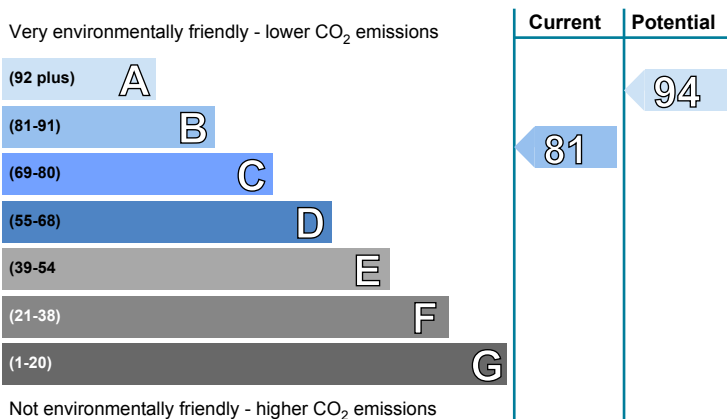 Current Potential
Very environmentally friendly - lower CO2 emissions
(92 plus) A
94
(81-91) B
81
(69-80) C
(55-68) D
(39-54 E
(21-38) F
(1-20) G
Not environmentally friendly - higher CO2 emissions